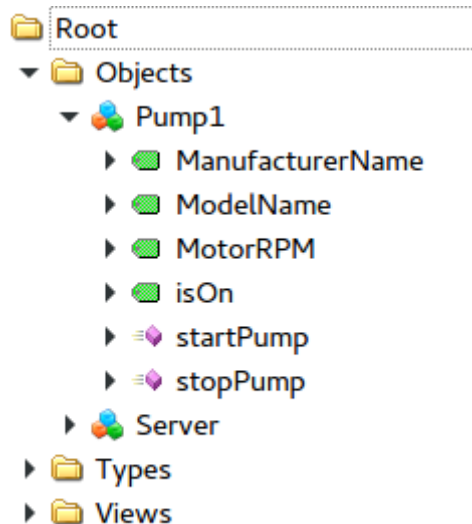 Root
Objects
Pump1
ManufacturerName
ModelName
MotorRPM
isOn
startPump
stopPump
Server
Types
Views